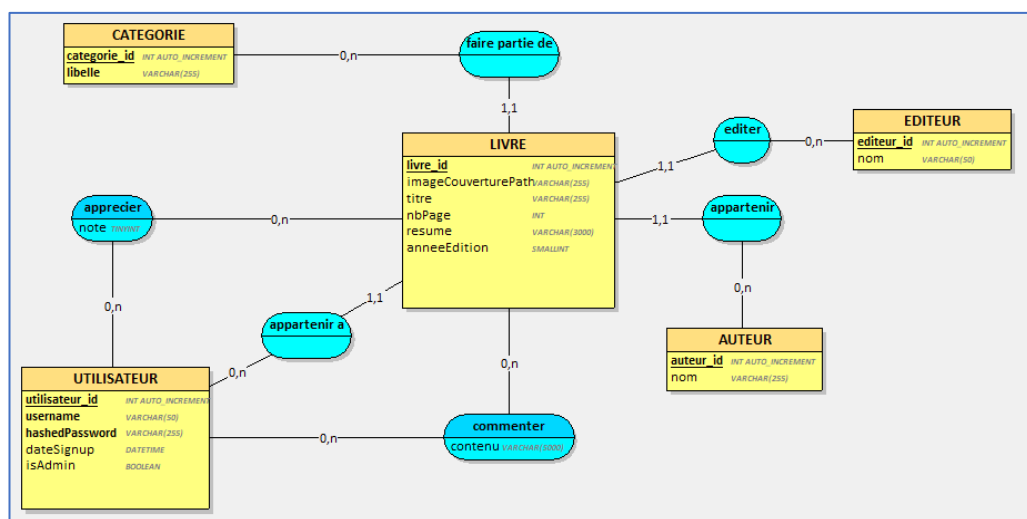 CATEGORIE
categorie_id INT AUTO_INCREMENT
libelle VARCHAR(255)
0,n
faire partie de
1,1
LIVRE
livre_id INT AUTO_INCREMENT
imageCouverturePath VARCHAR(255)
titre VARCHAR(255)
nbPage INT
resume VARCHAR(3000)
anneeEdition SMALLINT
editer
1,1
0,n
EDITEUR
editeur_id INT AUTO_INCREMENT
nom VARCHAR(50)
apprecier
note TINYINT
0,n
0,n
1,1
appartenir
0,n
AUTEUR
auteur_id INT AUTO_INCREMENT
nom VARCHAR(255)
1,1
appartenir a
0,n
UTILISATEUR
utilisateur_id INT AUTO_INCREMENT
username VARCHAR(50)
hashedPassword VARCHAR(255)
dateSignup DATETIME
isAdmin BOOLEAN
0,n
0,n
commenter
contenu VARCHAR(5000)